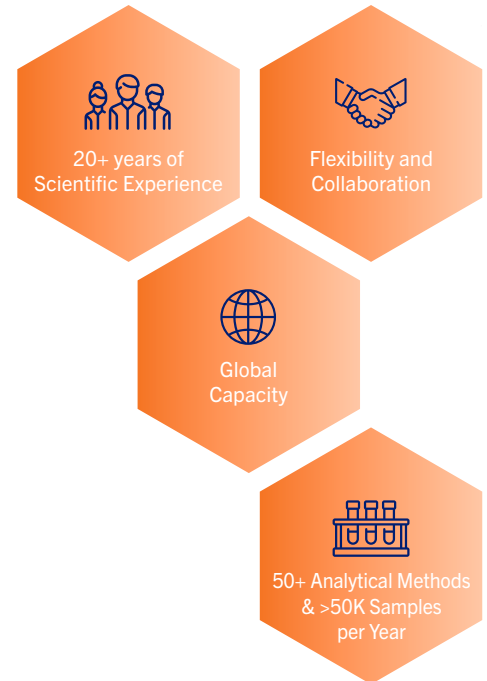 20+ years of
Scientific Experience
Flexibility and
Collaboration
Global
Capacity
50+ Analytical Methods
& >50K Samples
per Year